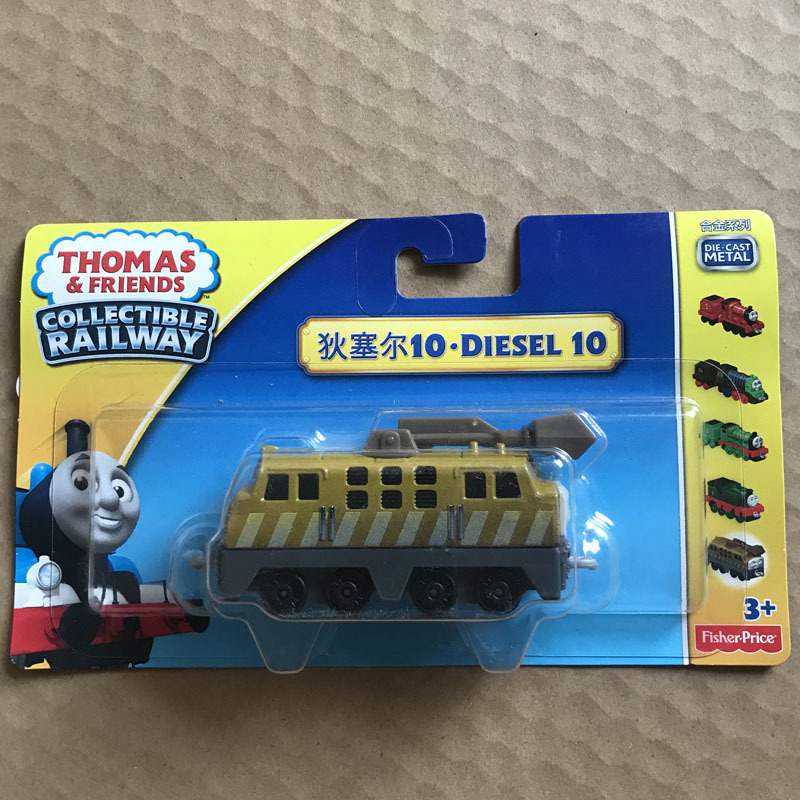 THOMAS
& FRIENDS™
COLLECTIBLE
RAILWAY
狄塞尔10·DIESEL 10
合金系列
DIE-CAST
METAL
3+
Fisher-Price